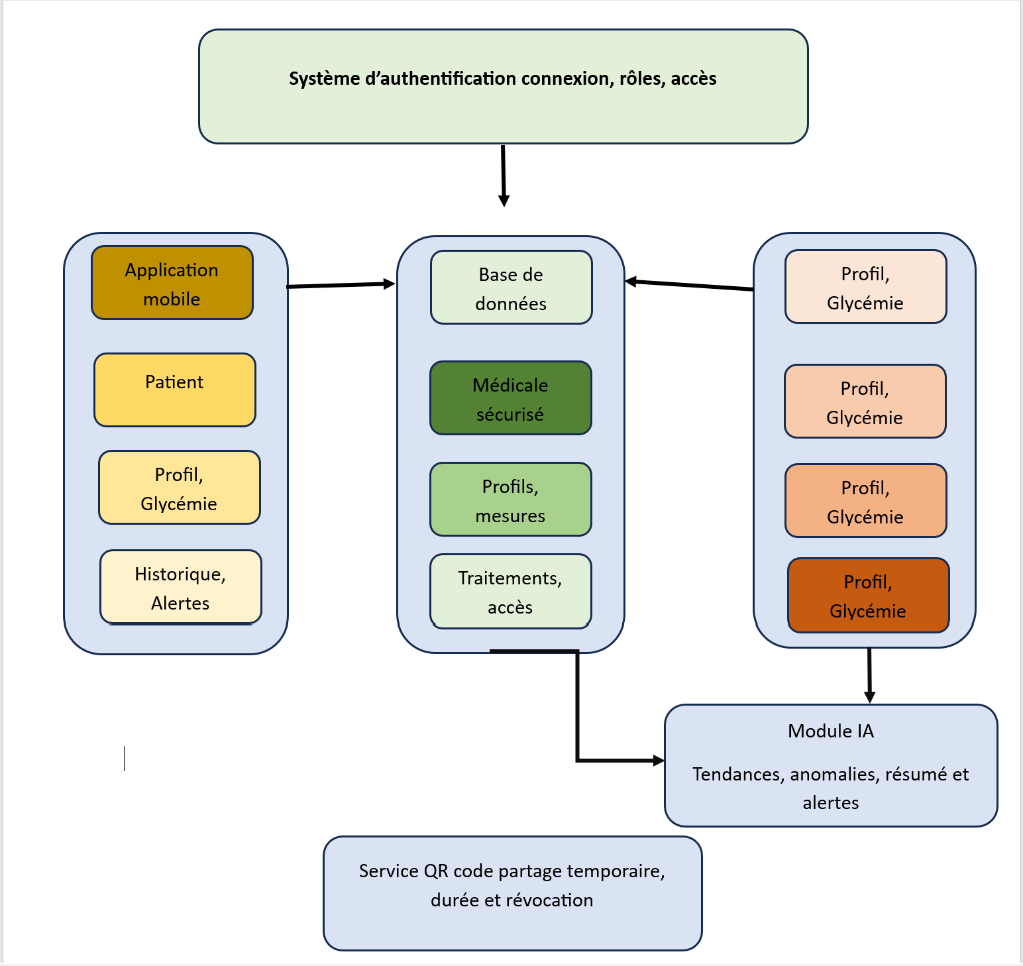 Système d'authentification connexion, rôles, accès
Application
mobile
Patient
Profil,
Glycémie
Historique,
Alertes
Base de
données
Médicale
sécurisé
Profils,
mesures
Traitements,
accès
Profil,
Glycémie
Profil,
Glycémie
Profil,
Glycémie
Profil,
Glycémie
Module IA
Tendances, anomalies, résumé et
alertes
Service QR code partage temporaire,
durée et révocation